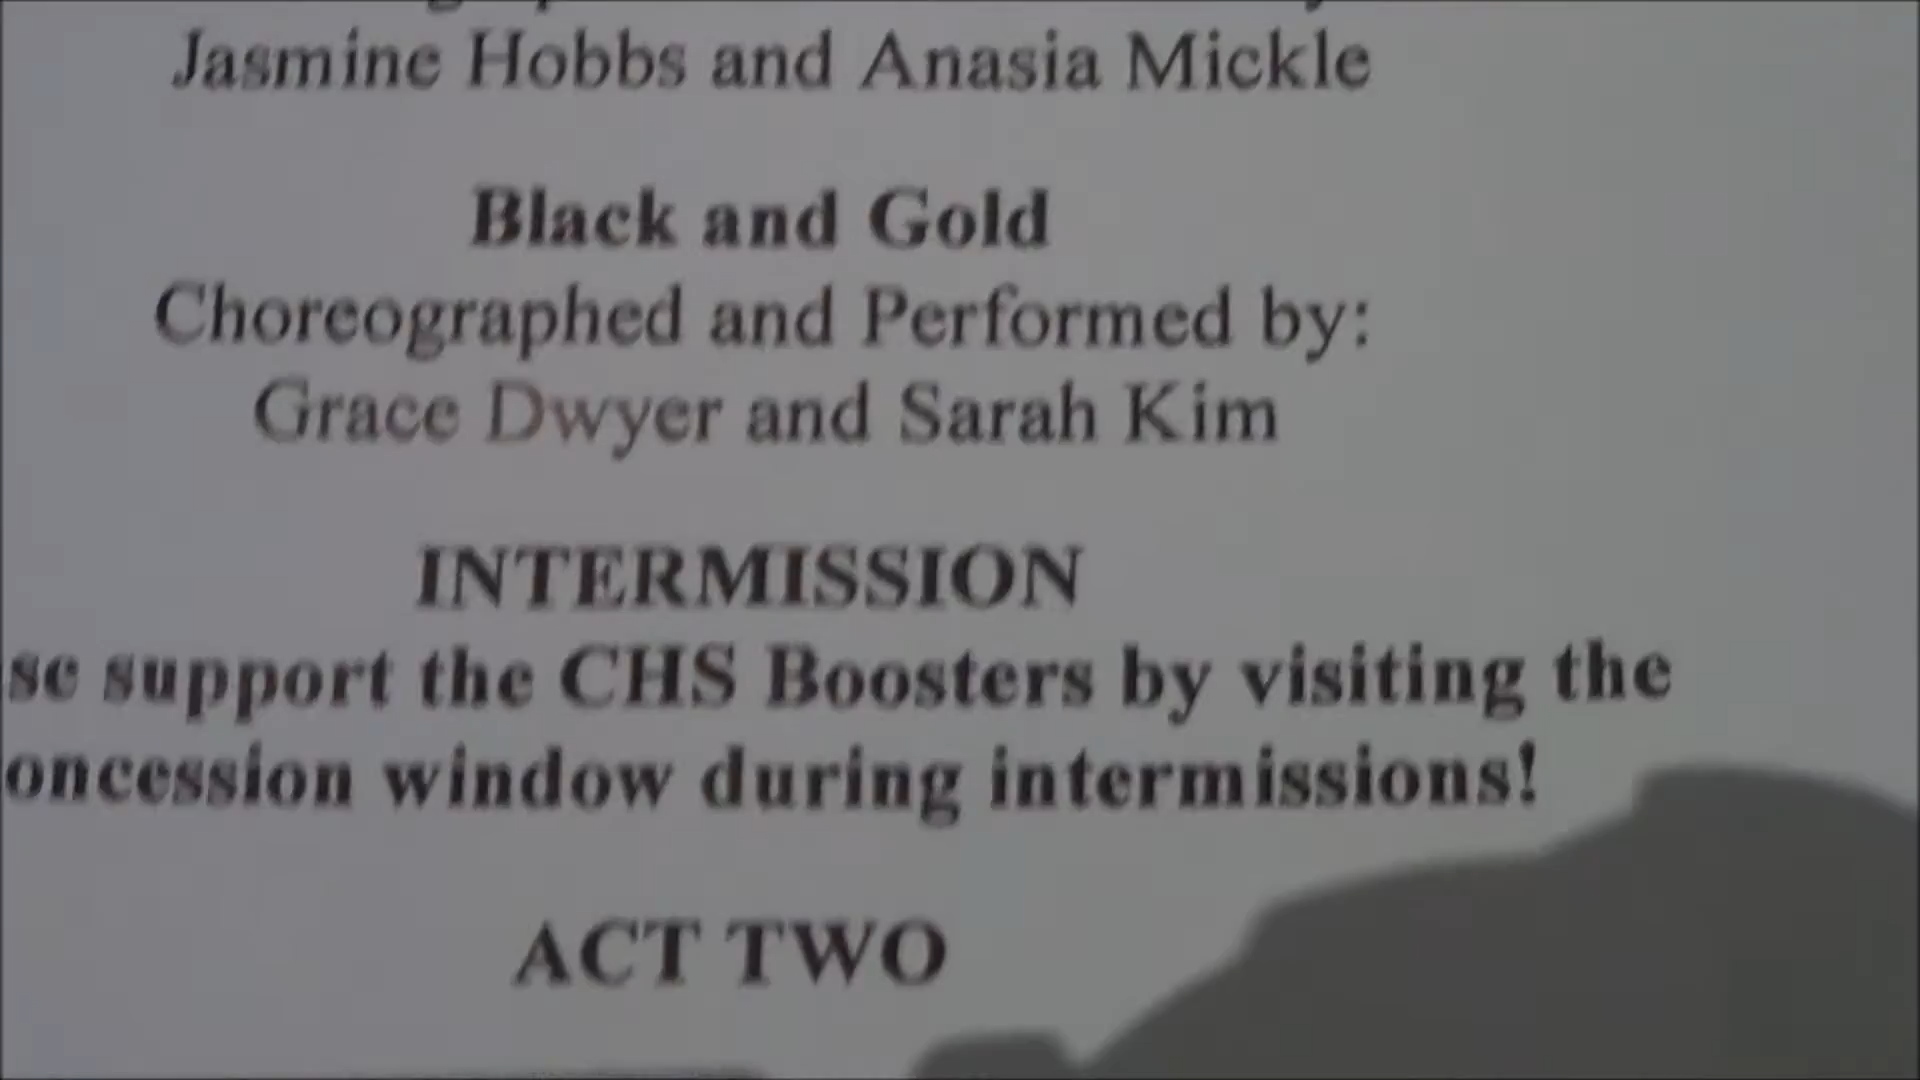 Jasmine Hobbs and Anasia Mickle
Black and Gold
Choreographed and Performed by:
Grace Dwyer and Sarah Kim
INTERMISSION
se support the CHS Boosters by visiting the
oncession window during intermissions!
ACT TWO